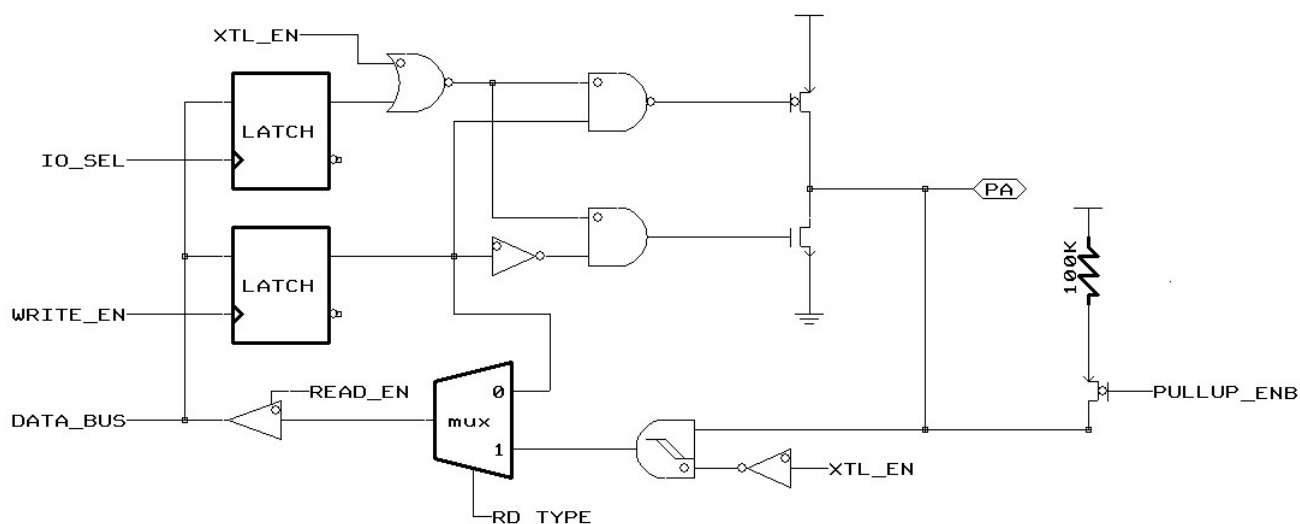 XTL_EN
LATCH
IO_SEL
PA
LATCH
100K
WRITE_EN
READ_EN
0
PULLUP_ENB
DATA_BUS
mux
1
XTL_EN
RD TYPE